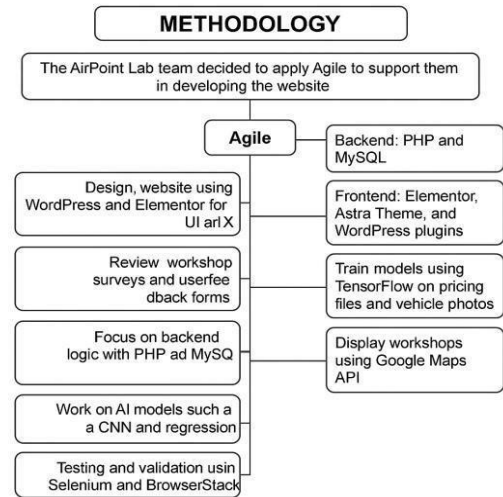 METHODOLOGY
The AirPoint Lab team decided to apply Agile to support them
in developing the website
Agile
Design, website using
WordPress and Elementor for
UI arl X
Review workshop
surveys and userfee
dback forms
Focus on backend
logic with PHP ad MySQ
Work on AI models such a
a CNN and regression
Testing and validation usin
Selenium and BrowserStack
Backend: PHP and
MySQL
Frontend: Elementor,
Astra Theme, and
WordPress plugins
Train models using
TensorFlow on pricing
files and vehicle photos
Display workshops
using Google Maps
API